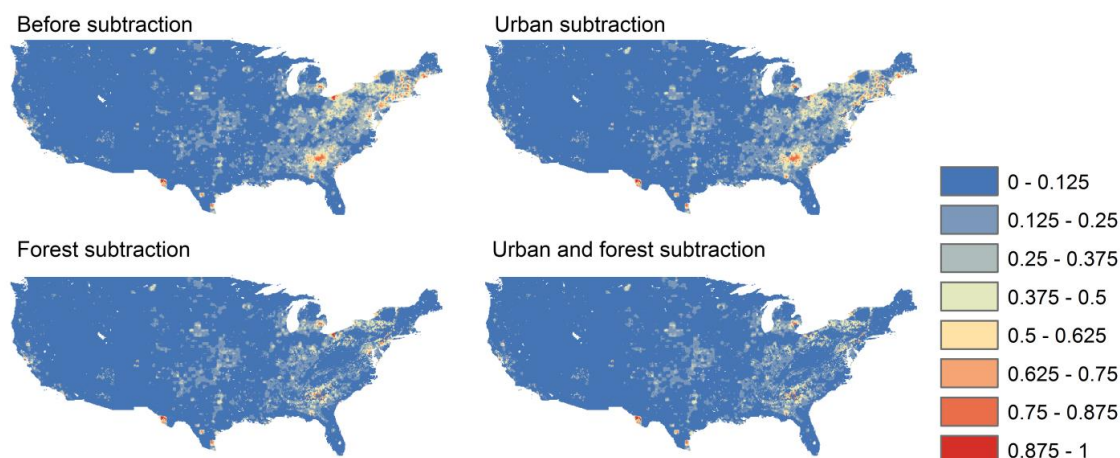 Before subtraction
Urban subtraction
Forest subtraction
Urban and forest subtraction
0 - 0.125
0.125 - 0.25
0.25 - 0.375
0.375 - 0.5
0.5 - 0.625
0.625 - 0.75
0.75 - 0.875
0.875 - 1